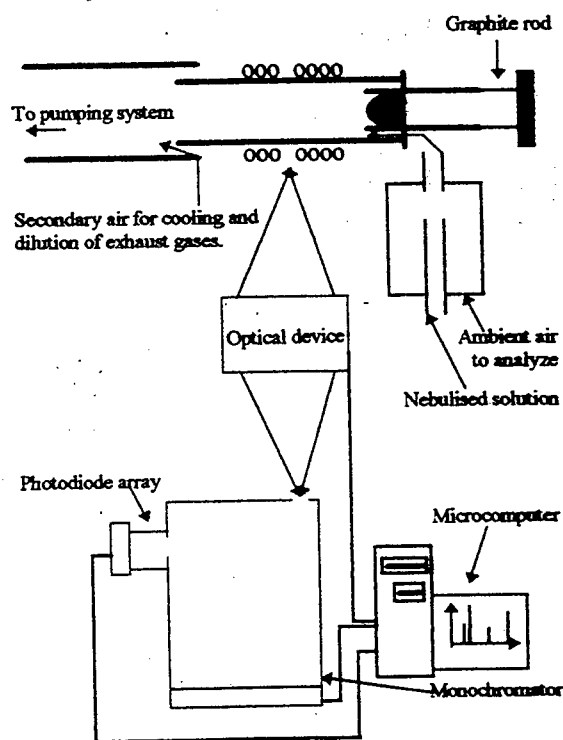 Graphite rod
To pumping system
Secondary air for cooling and
dilution of exhaust gases.
Optical device
Ambient air
to analyze
Nebulised solution
Photodiode array
Microcomputer
Monochromator